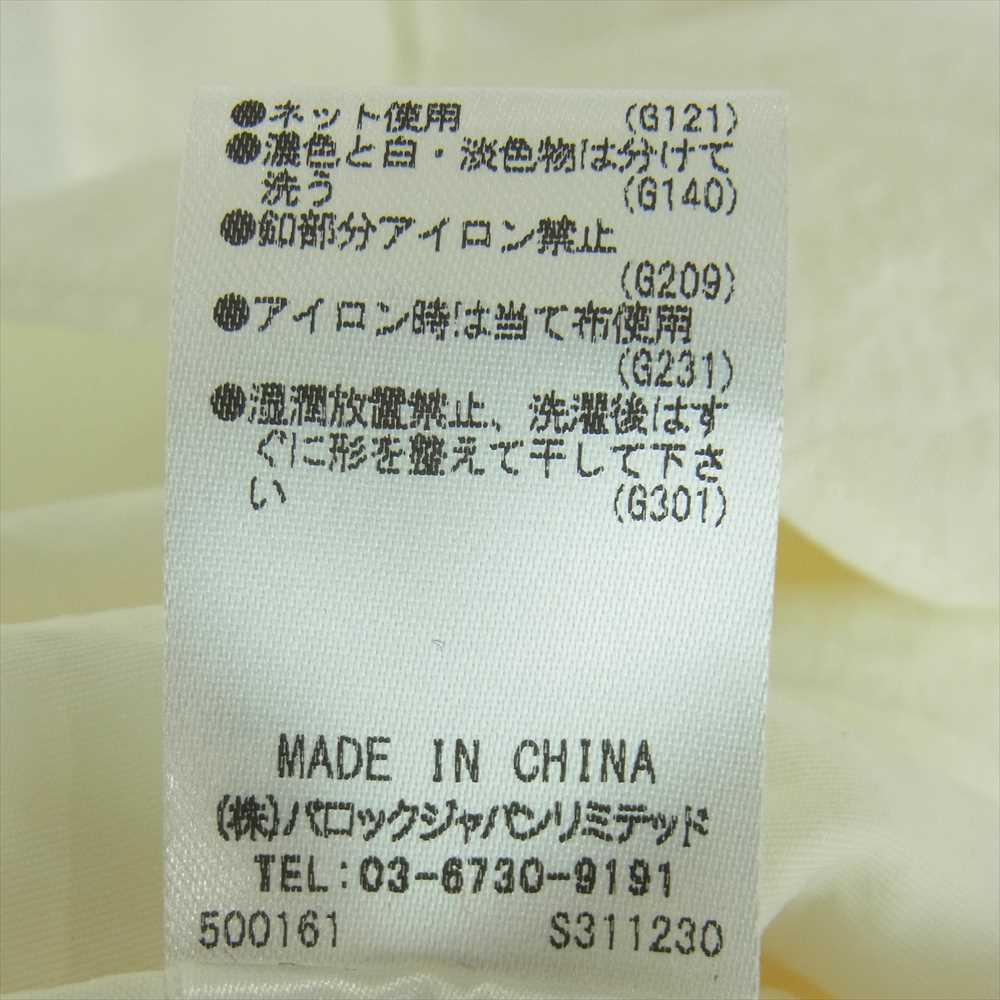 ●ネット使用 (G121)
●濃色と白・淡色物は分けて
洗う (G140)
●釦部分アイロン禁止
(G209)
●アイロン時は当て布使用
(G231)
●湿潤放置禁止、洗濯後はす
ぐに形を整えて干して下さ
い (G301)
MADE IN CHINA
(株)バロックジャパンリミテッド
TEL:03-6730-9191
500161 S311230